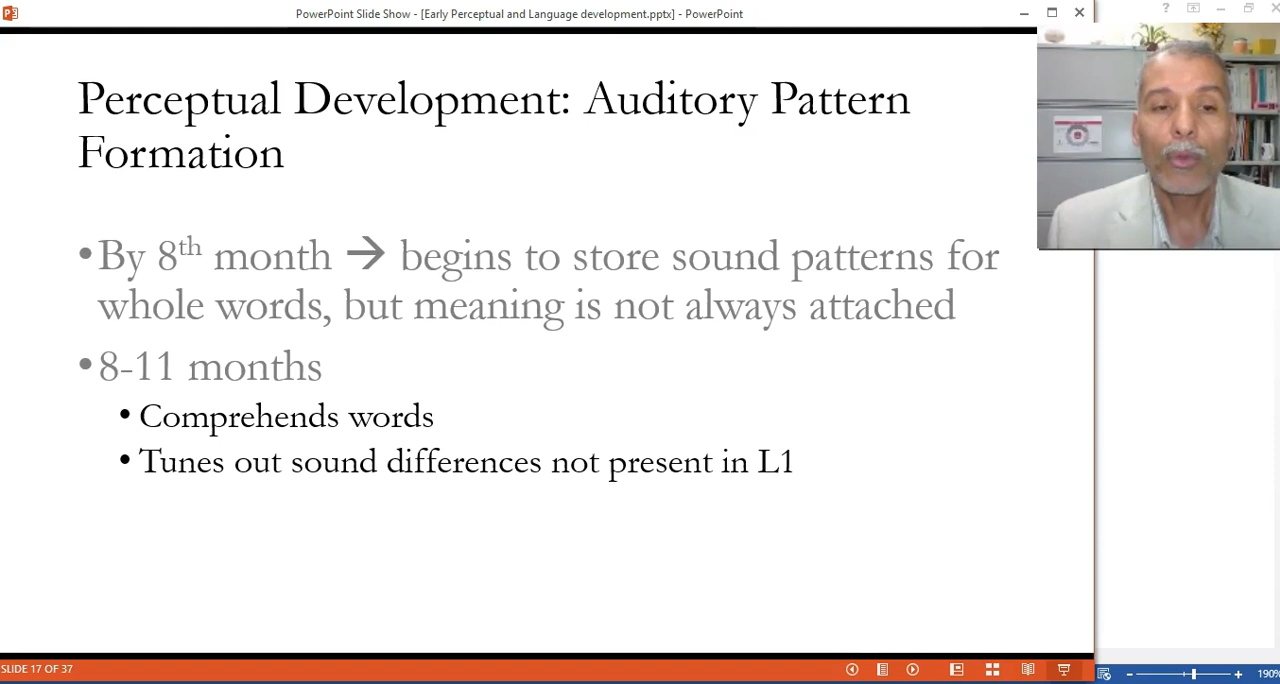 PowerPoint Slide Show - [Early Perceptual and Language development.pptx] - PowerPoint
Perceptual Development: Auditory Pattern
Formation
•By 8th month → begins to store sound patterns for
whole words, but meaning is not always attached
•8-11 months
• Comprehends words
• Tunes out sound differences not present in L1
SLIDE 17 OF 37
190%